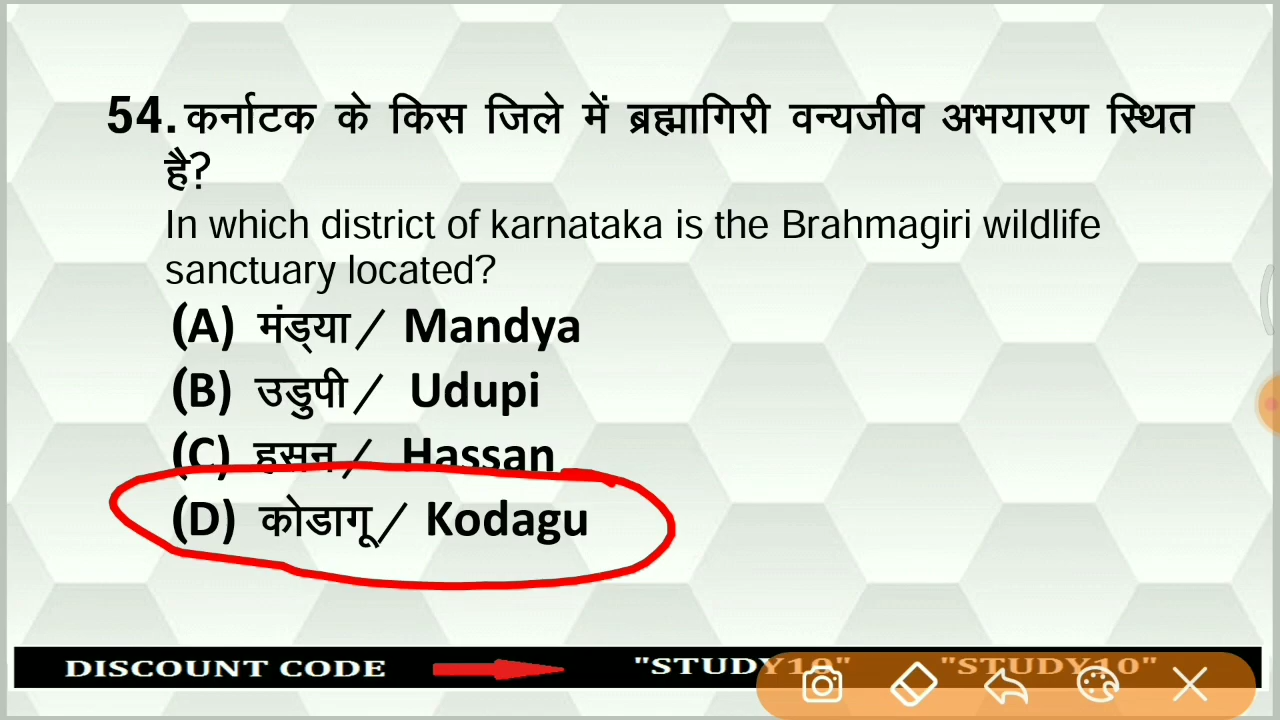 54. कर्नाटक के किस जिले में ब्रह्मागिरी वन्यजीव अभयारण स्थित
है?
In which district of karnataka is the Brahmagiri wildlife
sanctuary located?
(A) मंड्या / Mandya
(B) उडुपी / Udupi
(C) हसन / Hassan
(D) कोडागू / Kodagu
DISCOUNT CODE "STUDY10" "STUDY10"